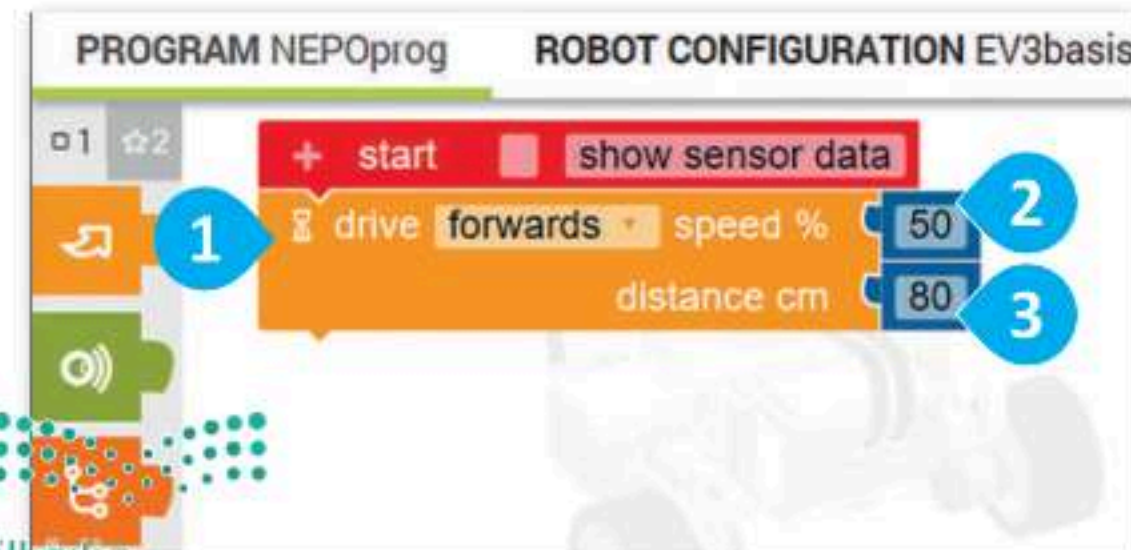 PROGRAM NEPOprog ROBOT CONFIGURATION EV3basis
1 2
+ start show sensor data
1 drive forwards speed % 50 2
distance cm 80 3